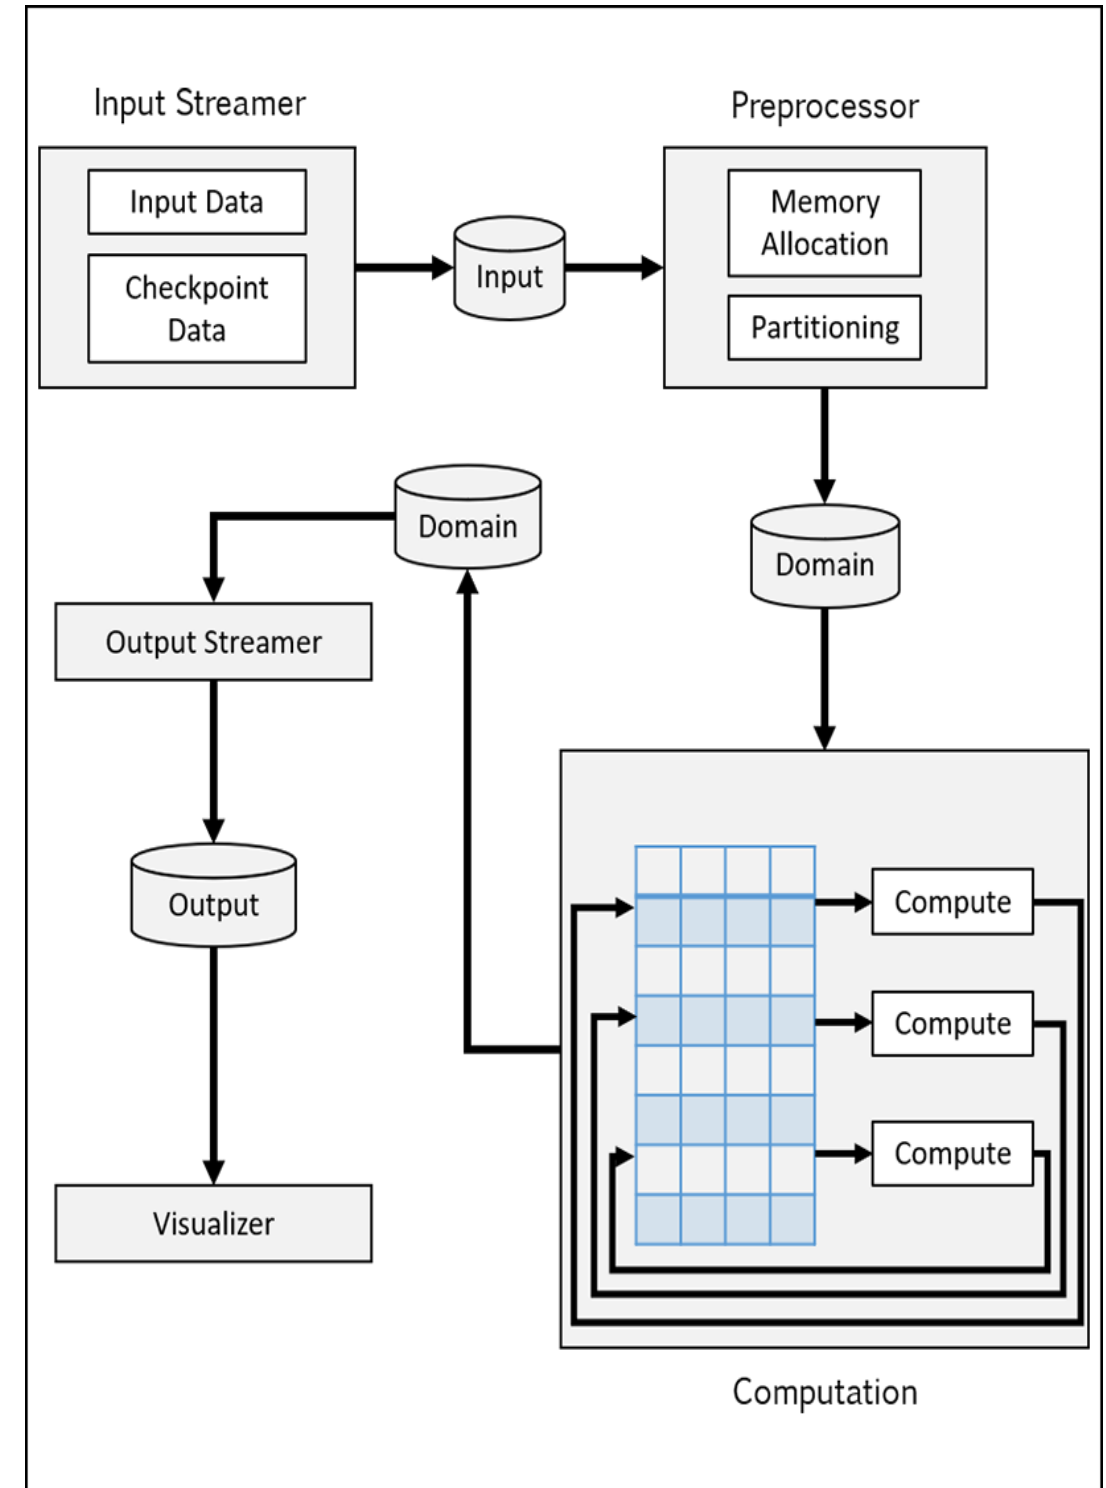 Input Streamer
Preprocessor
Input Data
Checkpoint
Data
Input
Memory
Allocation
Partitioning
Domain
Domain
Output Streamer
Output
Compute
Compute
Compute
Visualizer
Computation